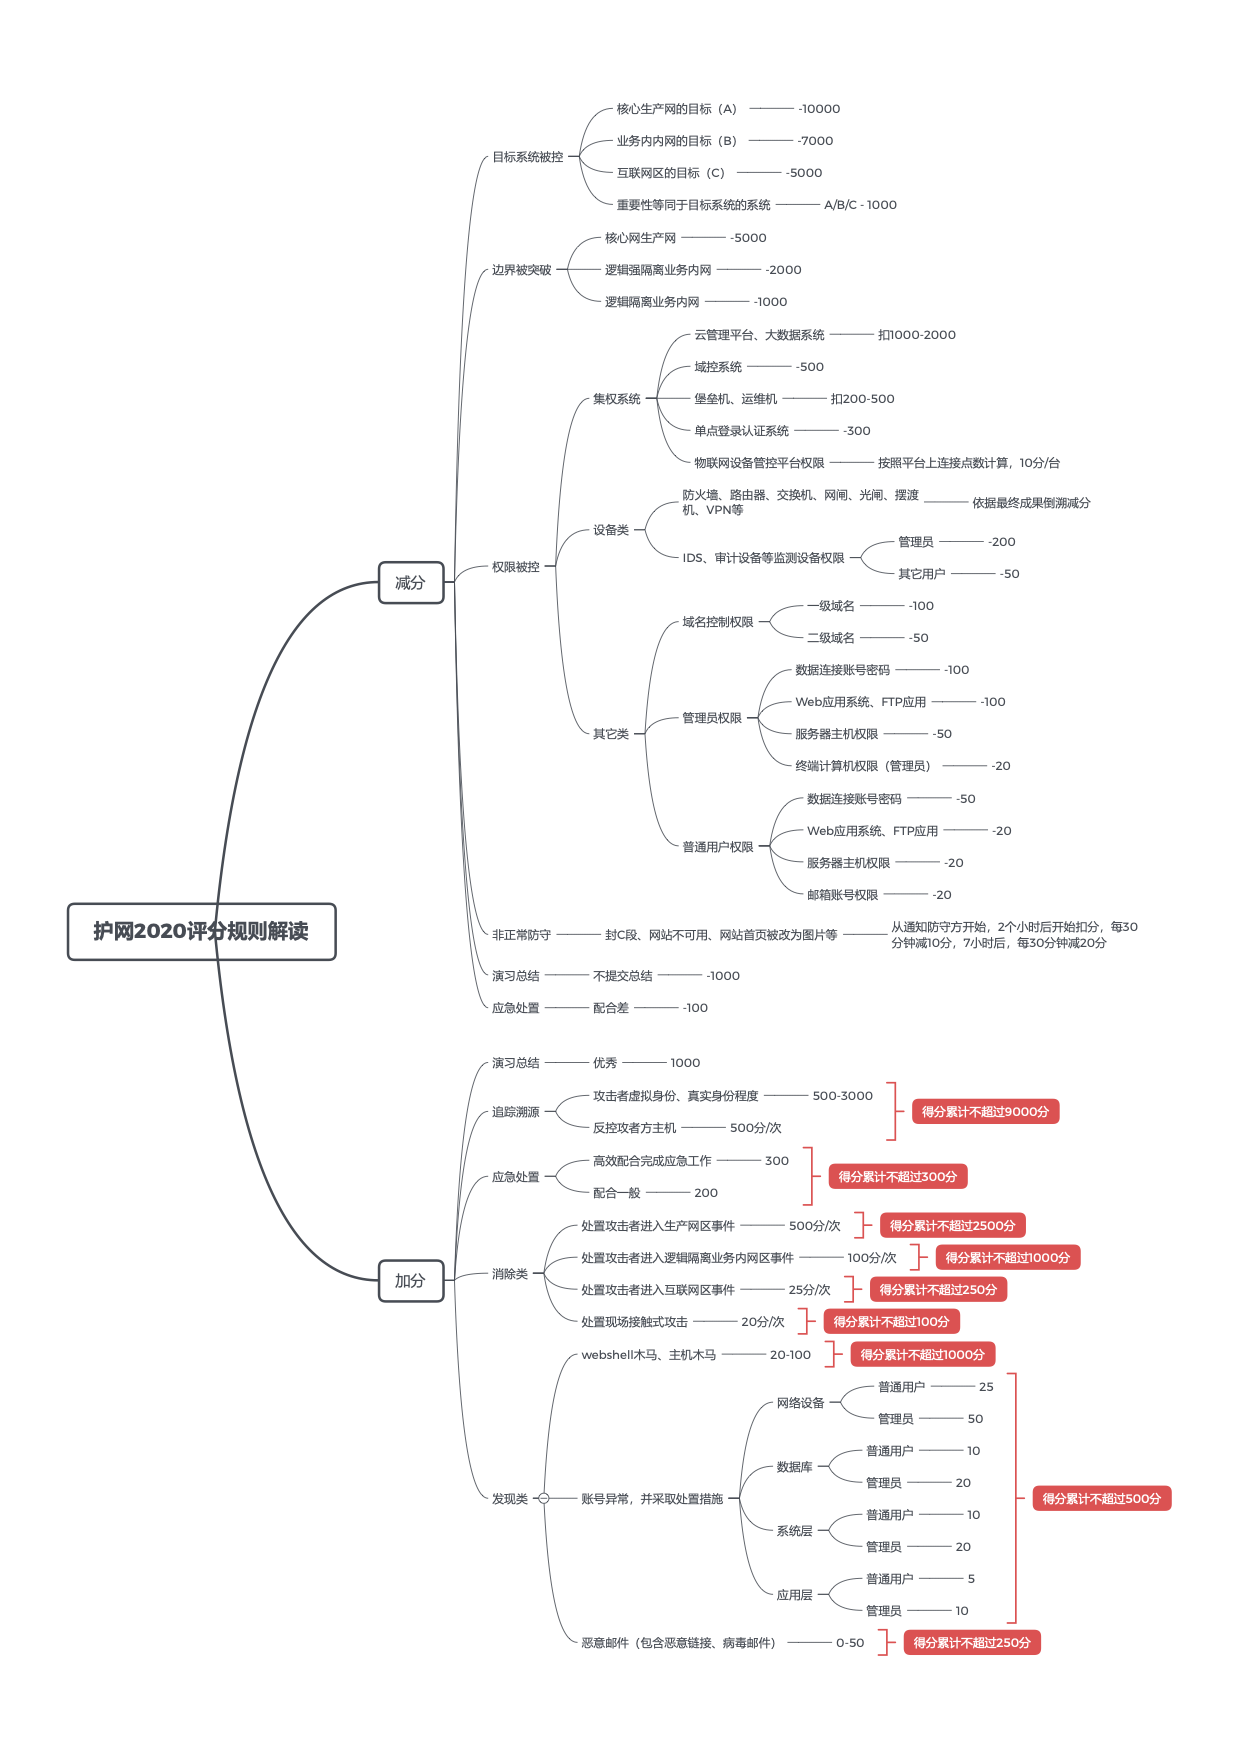 护网2020评分规则解读
减分
目标系统被控
核心生产网的目标（A） -10000
业务内内网的目标（B） -7000
互联网区的目标（C） -5000
重要性等同于目标系统的系统 A/B/C - 1000
边界被突破
核心网生产网 -5000
逻辑强隔离业务内网 -2000
逻辑隔离业务内网 -1000
权限被控
集权系统
云管理平台、大数据系统 扣1000-2000
域控系统 -500
堡垒机、运维机 扣200-500
单点登录认证系统 -300
物联网设备管控平台权限 按照平台上连接点数计算，10分/台
设备类
防火墙、路由器、交换机、网闸、光闸、摆渡
机、VPN等
依据最终成果倒溯减分
IDS、审计设备等监测设备权限
管理员 -200
其它用户 -50
其它类
域名控制权限
一级域名 -100
二级域名 -50
管理员权限
数据连接账号密码 -100
Web应用系统、FTP应用 -100
服务器主机权限 -50
终端计算机权限（管理员） -20
普通用户权限
数据连接账号密码 -50
Web应用系统、FTP应用 -20
服务器主机权限 -20
邮箱账号权限 -20
非正常防守
封C段、网站不可用、网站首页被改为图片等
从通知防守方开始，2个小时后开始扣分，每30
分钟减10分，7小时后，每30分钟减20分
演习总结 不提交总结 -1000
应急处置 配合差 -100
加分
演习总结 优秀 1000
追踪溯源
攻击者虚拟身份、真实身份程度 500-3000
反控攻者方主机 500分/次
得分累计不超过9000分
应急处置
高效配合完成应急工作 300
配合一般 200
得分累计不超过300分
消除类
处置攻击者进入生产网区事件 500分/次 得分累计不超过2500分
处置攻击者进入逻辑隔离业务内网区事件 100分/次 得分累计不超过1000分
处置攻击者进入互联网区事件 25分/次 得分累计不超过250分
处置现场接触式攻击 20分/次 得分累计不超过100分
发现类
webshell木马、主机木马 20-100 得分累计不超过1000分
账号异常，并采取处置措施
网络设备
普通用户 25
管理员 50
数据库
普通用户 10
管理员 20
系统层
普通用户 10
管理员 20
应用层
普通用户 5
管理员 10
得分累计不超过500分
恶意邮件（包含恶意链接、病毒邮件） 0-50 得分累计不超过250分